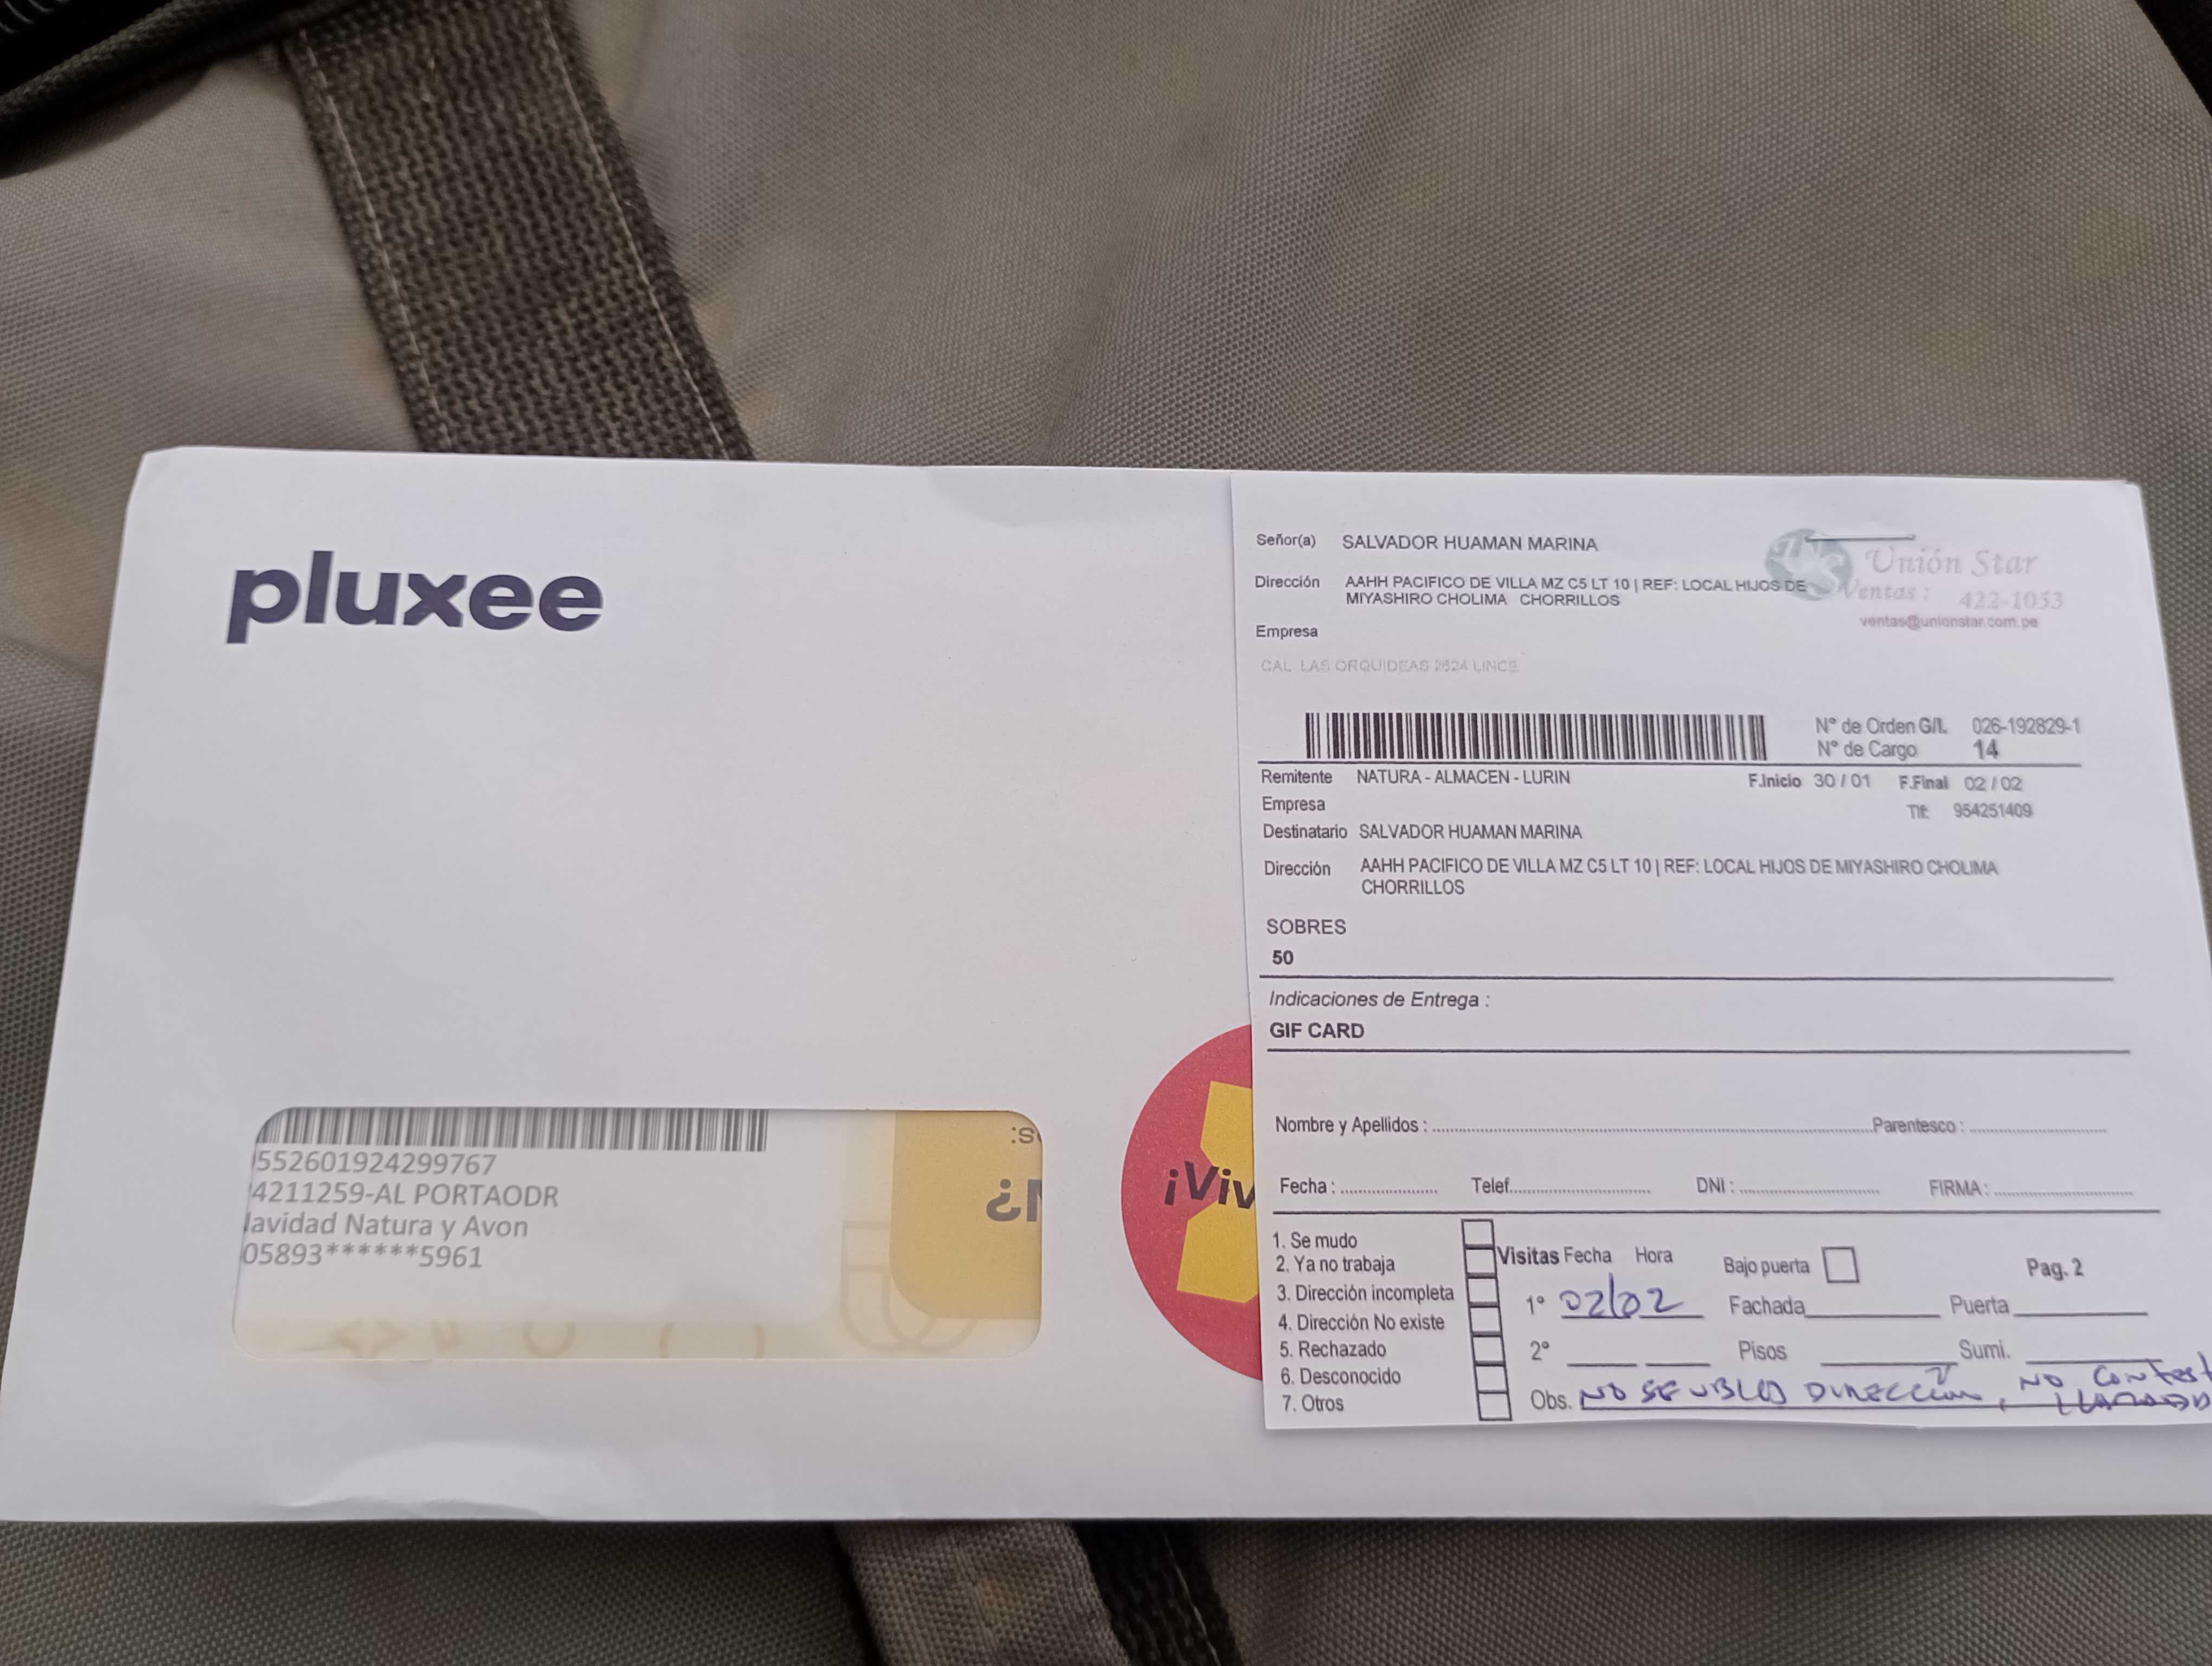 pluxee
552601924299767
4211259-AL PORTAODR
avidad Natura y Avon
05893******5961
s:
¿
¡Viv
Señor(a) SALVADOR HUAMAN MARINA
Dirección AAHH PACIFICO DE VILLA MZ C5 LT 10 | REF: LOCAL HIJOS DE
MIYASHIRO CHOLIMA CHORRILLOS
Empresa
CAL. LAS ORQUIDEAS 2624 LINCE
Unión Star
Ventas : 422-1053
ventas@unionstar.com.pe
N° de Orden G/I. 026-192829-1
N° de Cargo 14
Remitente NATURA - ALMACEN - LURIN F.Inicio 30 / 01 F.Final 02 / 02
Empresa Tlf: 954251409
Destinatario SALVADOR HUAMAN MARINA
Dirección AAHH PACIFICO DE VILLA MZ C5 LT 10 | REF: LOCAL HIJOS DE MIYASHIRO CHOLIMA
CHORRILLOS
SOBRES
50
Indicaciones de Entrega :
GIF CARD
Nombre y Apellidos : Parentesco :
Fecha : Telef. DNI : FIRMA :
1. Se mudo
2. Ya no trabaja
3. Dirección incompleta
4. Dirección No existe
5. Rechazado
6. Desconocido
7. Otros
Visitas Fecha Hora Bajo puerta Pag. 2
1° 02/02 Fachada Puerta
2° Pisos Sumi.
Obs. NO SE UBICO DIRECCION, NO Contest
LLAMADA